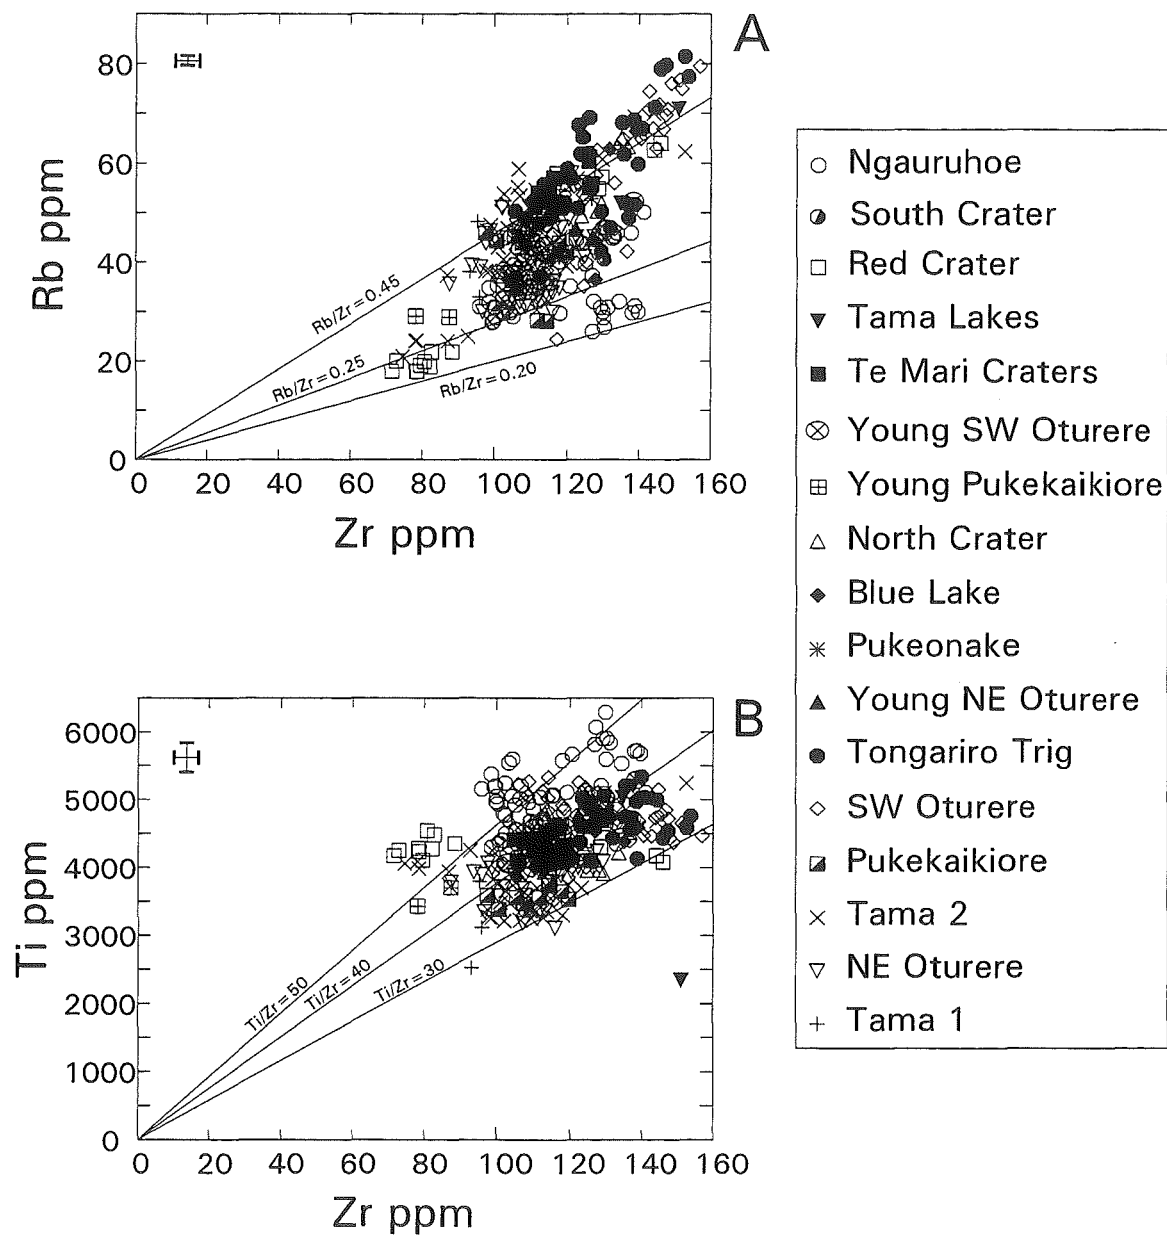 A
80
60
40
20
0
Rb ppm
Rb/Zr=0.45
Rb/Zr=0.25
Rb/Zr=0.20
0 20 40 60 80 100 120 140 160
Zr ppm
B
6000
5000
4000
3000
2000
1000
0
Ti ppm
Ti/Zr=50
Ti/Zr=40
Ti/Zr=30
0 20 40 60 80 100 120 140 160
Zr ppm
Ngauruhoe
South Crater
Red Crater
Tama Lakes
Te Mari Craters
Young SW Oturere
Young Pukekaikiore
North Crater
Blue Lake
Pukeonake
Young NE Oturere
Tongariro Trig
SW Oturere
Pukekaikiore
Tama 2
NE Oturere
Tama 1